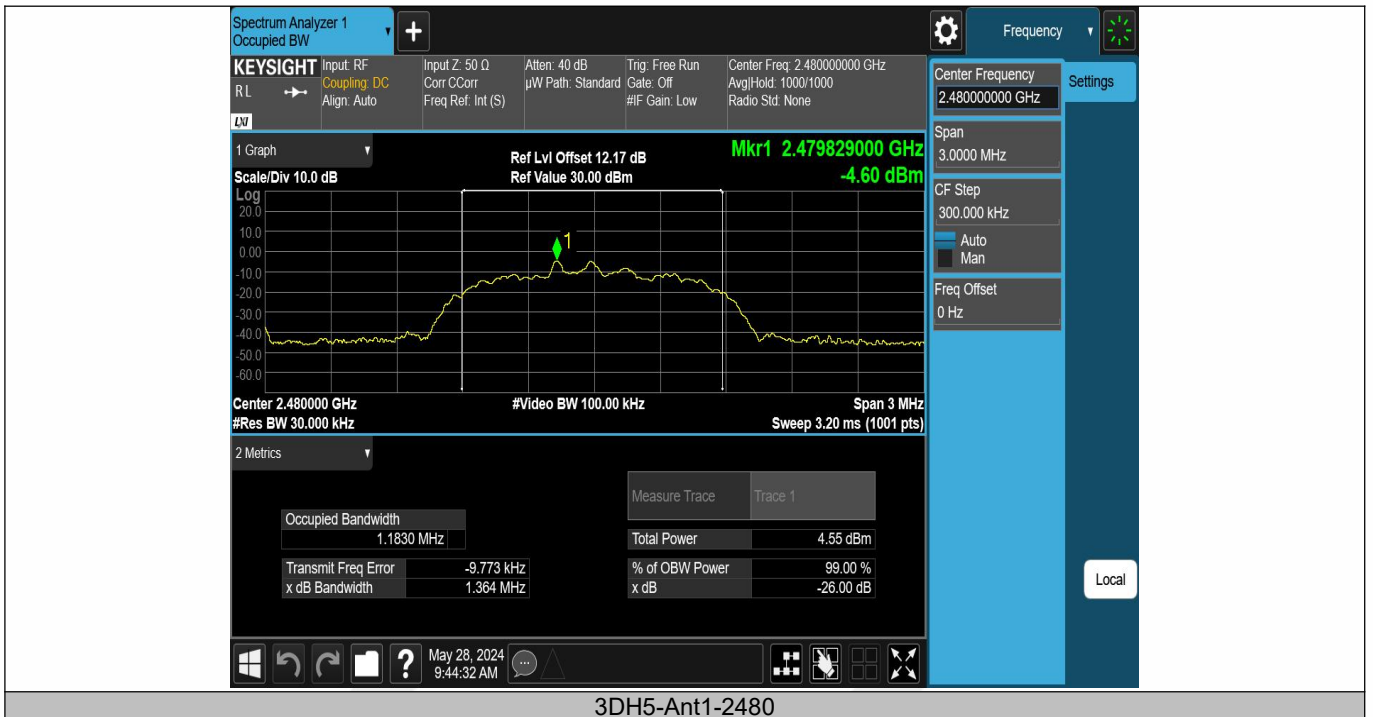 Spectrum Analyzer 1
Occupied BW
Frequency
KEYSIGHT
RL
LXI
Input: RF
Coupling: DC
Align: Auto
Input Z: 50 Ω
Corr CCorr
Freq Ref: Int (S)
Atten: 40 dB
µW Path: Standard
Trig: Free Run
Gate: Off
#IF Gain: Low
Center Freq: 2.480000000 GHz
Avg|Hold: 1000/1000
Radio Std: None
Center Frequency
2.480000000 GHz
Settings
Span
3.0000 MHz
CF Step
300.000 kHz
Auto
Man
Freq Offset
0 Hz
Local
1 Graph
Scale/Div 10.0 dB
Ref Lvl Offset 12.17 dB
Ref Value 30.00 dBm
Mkr1 2.479829000 GHz
-4.60 dBm
Log
20.0
10.0
0.00
-10.0
-20.0
-30.0
-40.0
-50.0
-60.0
1
Center 2.480000 GHz
#Video BW 100.00 kHz
Span 3 MHz
#Res BW 30.000 kHz
Sweep 3.20 ms (1001 pts)
2 Metrics
Measure Trace Trace 1
Occupied Bandwidth
1.1830 MHz
Total Power 4.55 dBm
Transmit Freq Error -9.773 kHz
% of OBW Power 99.00 %
x dB Bandwidth 1.364 MHz
x dB -26.00 dB
?
May 28, 2024
9:44:32 AM
3DH5-Ant1-2480